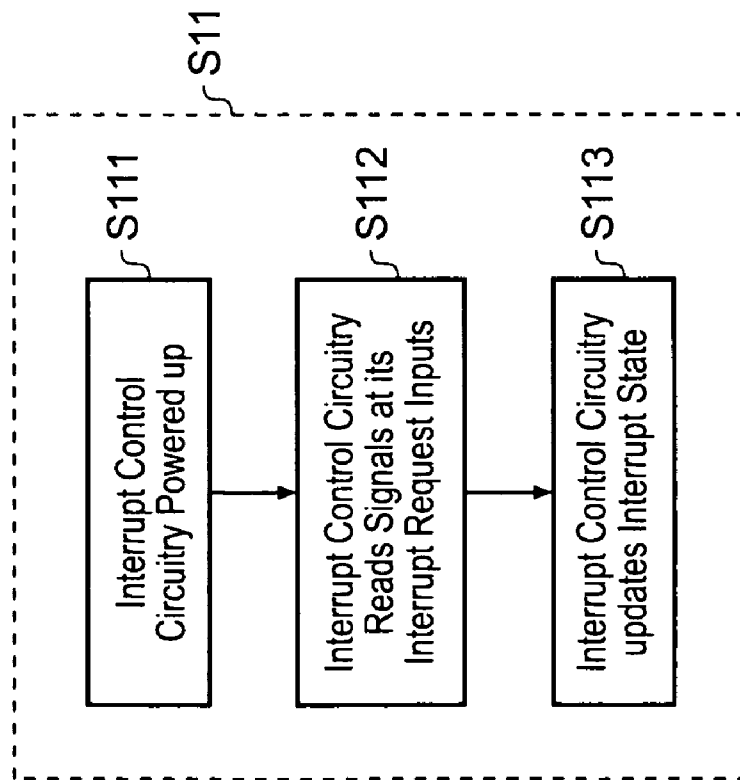 S11
Interrupt Control
Circuitry Powered up
S111
Interrupt Control Circuitry
Reads Signals at its
Interrupt Request Inputs
S112
Interrupt Control Circuitry
updates Interrupt State
S113